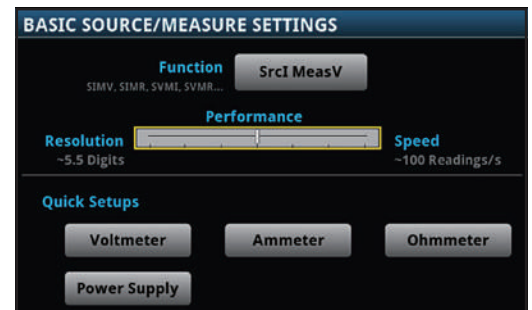 BASIC SOURCE/MEASURE SETTINGS
Function
SIMV, SIMR, SVMI, SVMR...
SrcI MeasV
Performance
Resolution
~5.5 Digits
Speed
~100 Readings/s
Quick Setups
Voltmeter Ammeter Ohmmeter
Power Supply